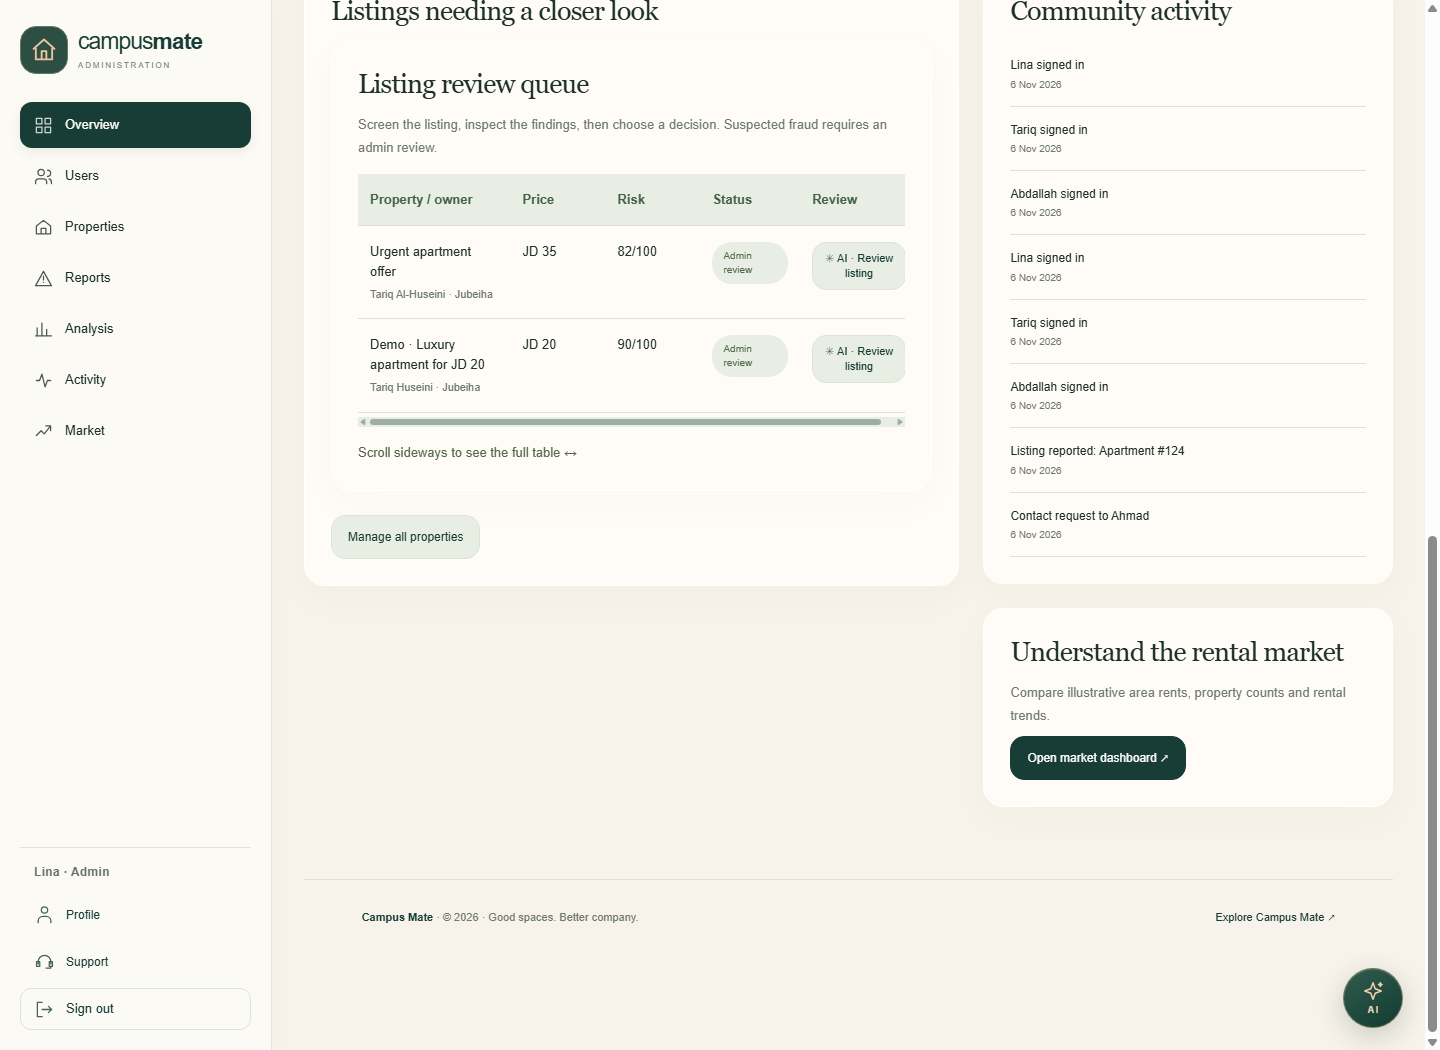 campusmate
ADMINISTRATION
Overview
Users
Properties
Reports
Analysis
Activity
Market
Lina · Admin
Profile
Support
Sign out
Listings needing a closer look
Listing review queue
Screen the listing, inspect the findings, then choose a decision. Suspected fraud requires an
admin review.
Property / owner Price Risk Status Review
Urgent apartment
offer
Tariq Al-Huseini · Jubeiha
JD 35
82/100
Admin
review
✳ AI · Review
listing
Demo · Luxury
apartment for JD 20
Tariq Huseini · Jubeiha
JD 20
90/100
Admin
review
✳ AI · Review
listing
Scroll sideways to see the full table ↔
Manage all properties
Community activity
Lina signed in
6 Nov 2026
Tariq signed in
6 Nov 2026
Abdallah signed in
6 Nov 2026
Lina signed in
6 Nov 2026
Tariq signed in
6 Nov 2026
Abdallah signed in
6 Nov 2026
Listing reported: Apartment #124
6 Nov 2026
Contact request to Ahmad
6 Nov 2026
Understand the rental market
Compare illustrative area rents, property counts and rental
trends.
Open market dashboard ↗
Campus Mate · © 2026 · Good spaces. Better company.
Explore Campus Mate ↗
AI